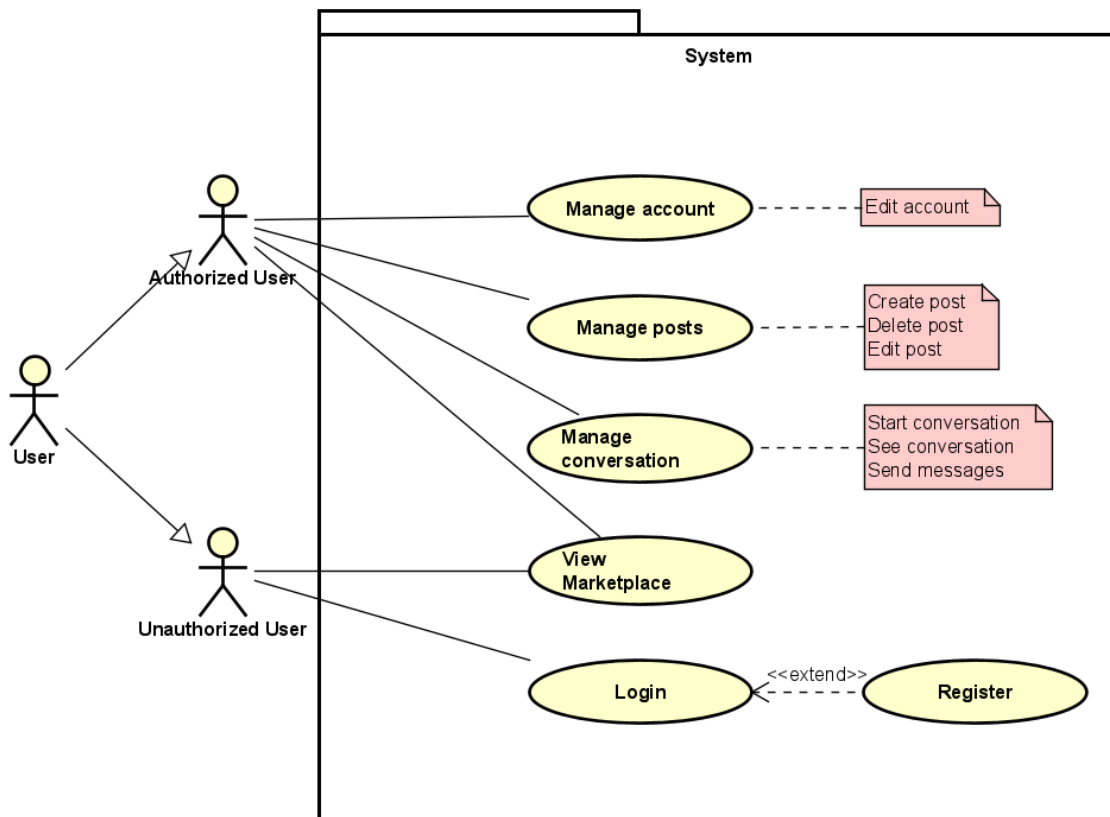 System
Manage account
Edit account
Authorized User
Create post
Delete post
Edit post
Manage posts
User
Manage
conversation
Start conversation
See conversation
Send messages
View
Marketplace
Unauthorized User
Login
<<extend>>
Register